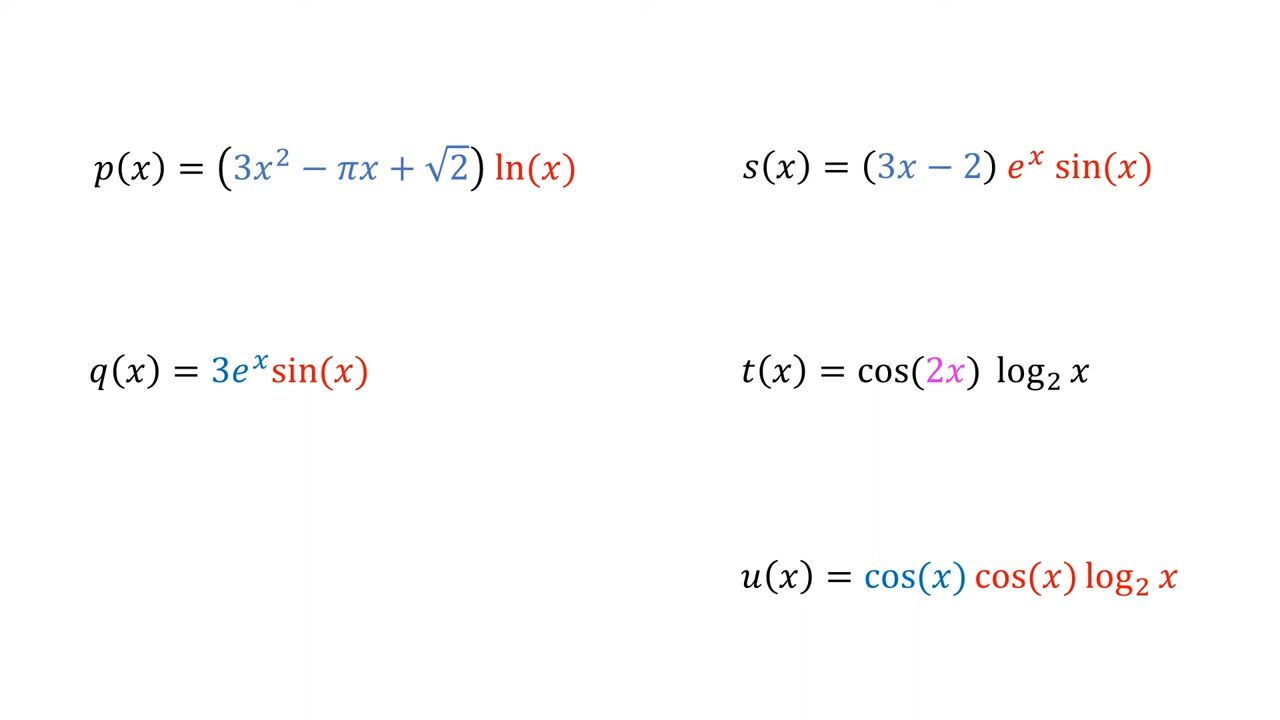 p(x) = (3x² − πx + √2) ln(x)
s(x) = (3x − 2) eˣ sin(x)
q(x) = 3eˣsin(x)
t(x) = cos(2x) log₂ x
u(x) = cos(x) cos(x) log₂ x